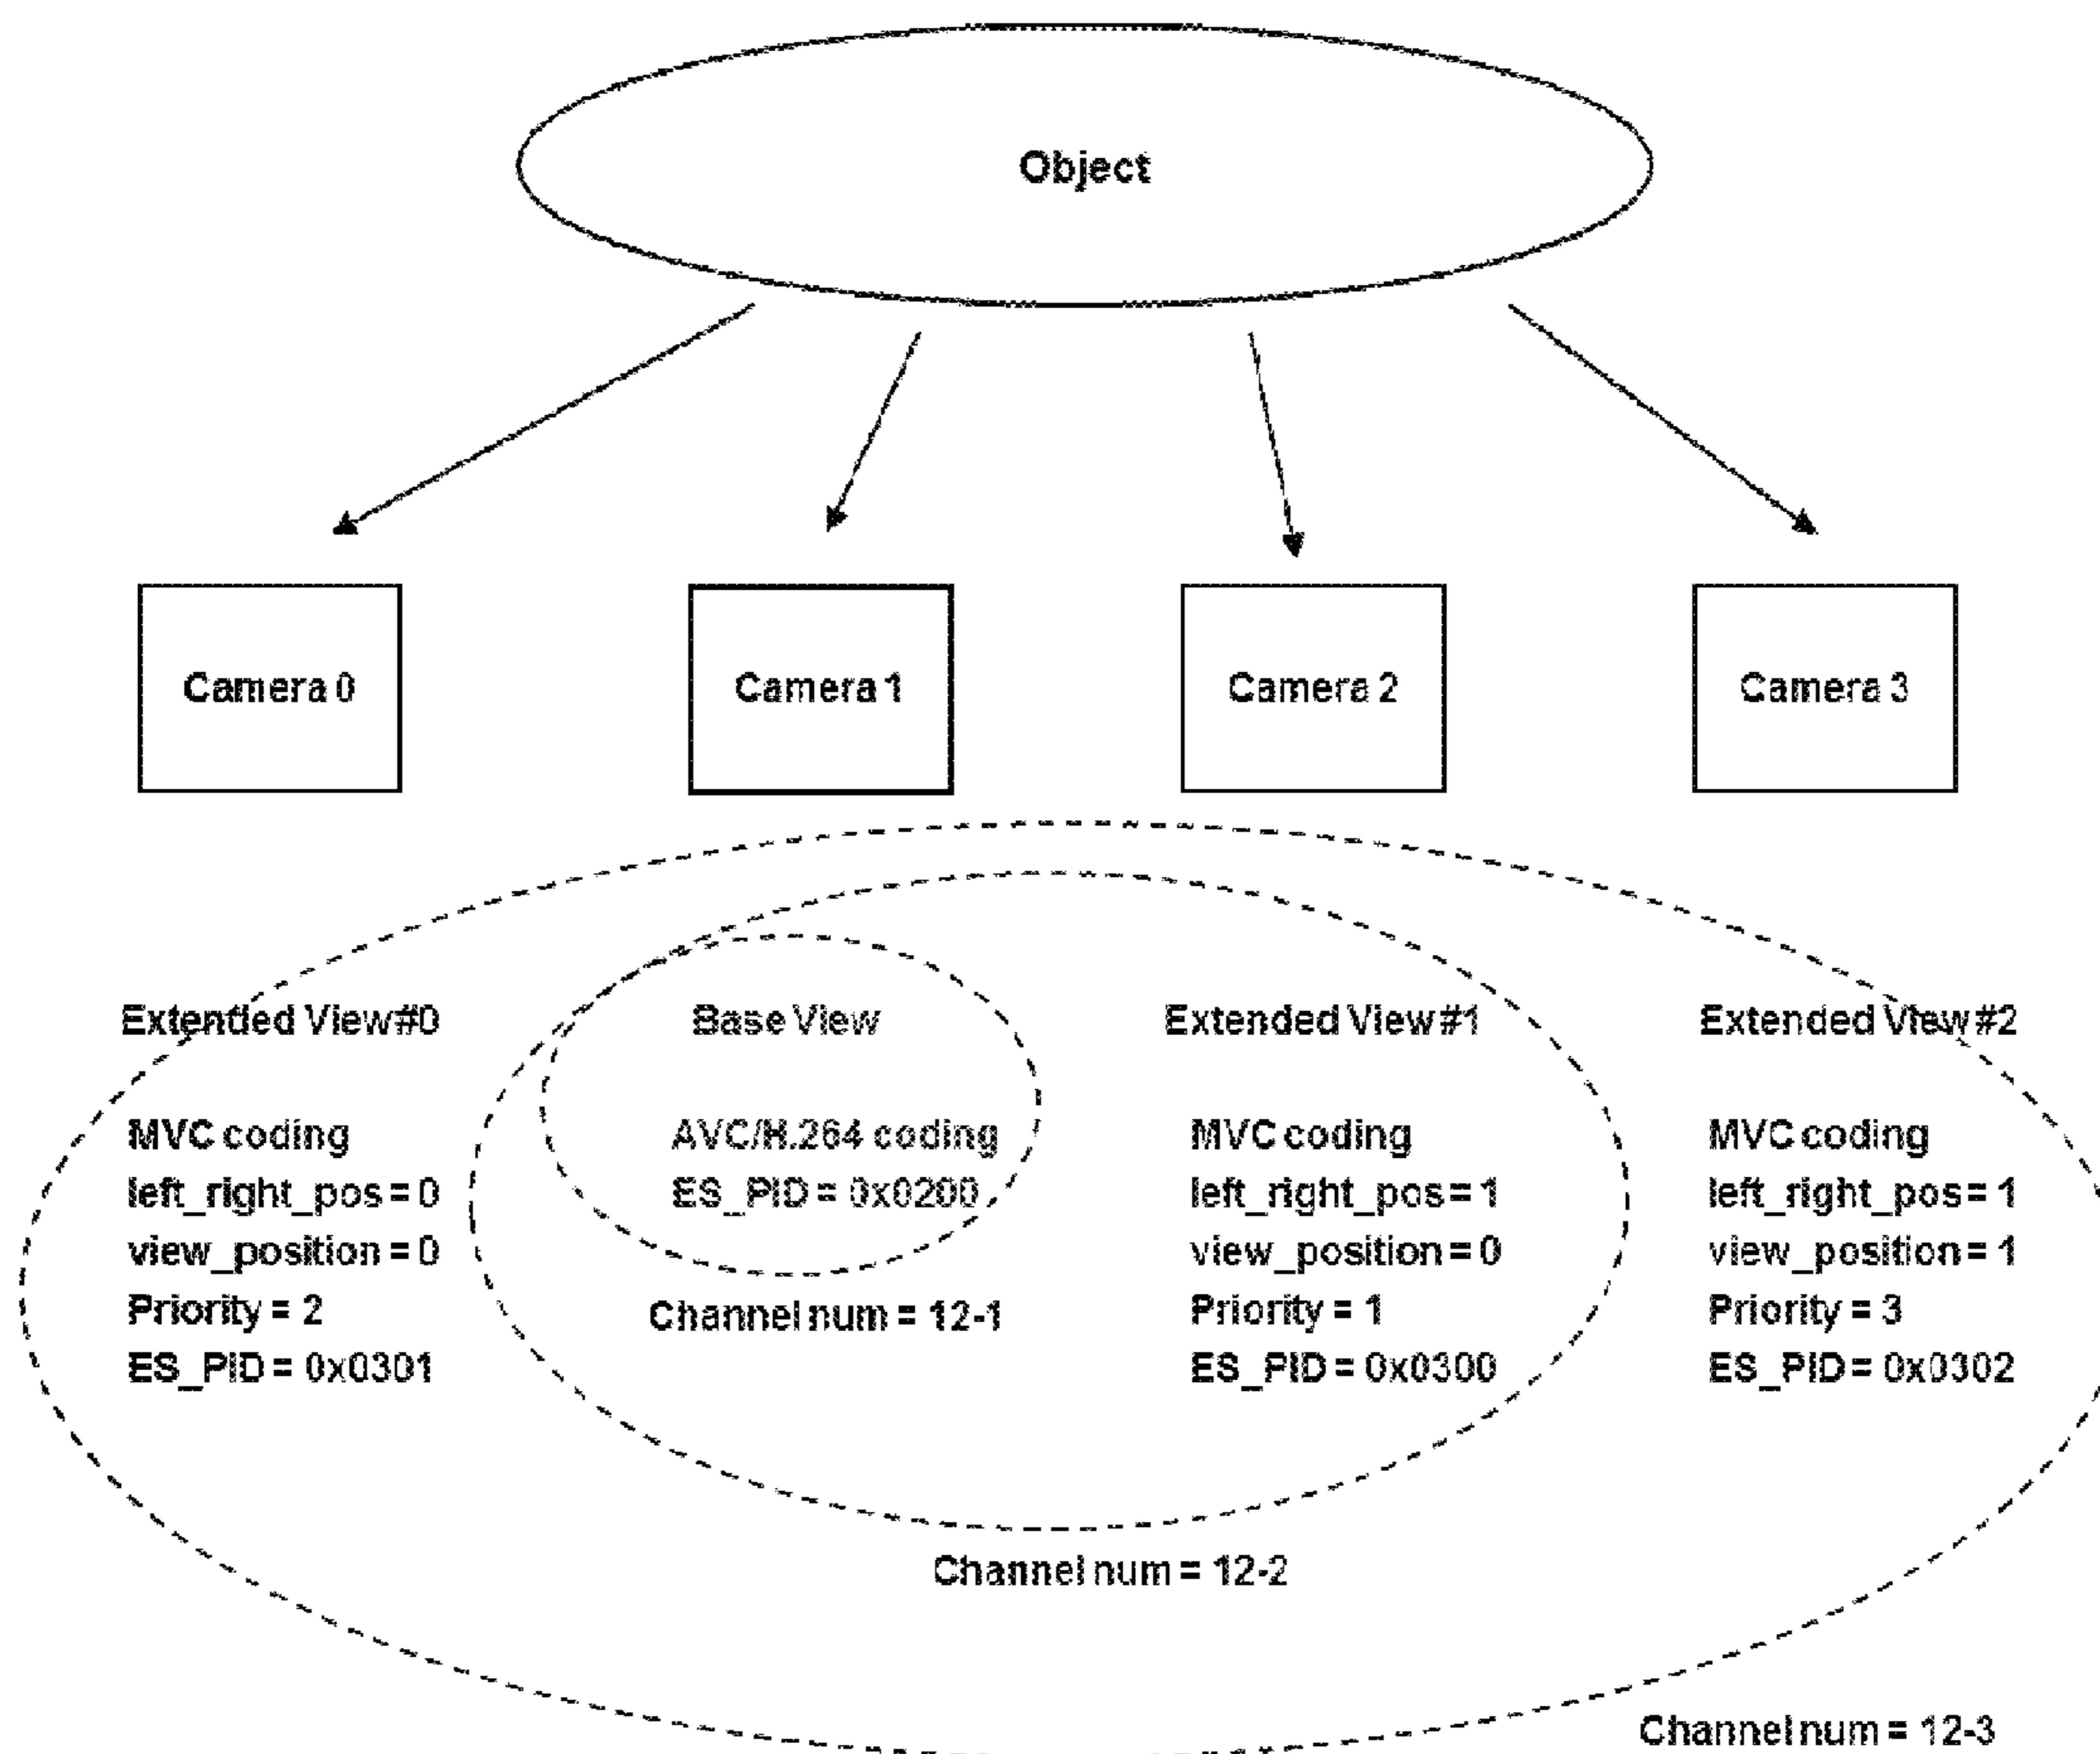 Object
Camera 0
Camera 1
Camera 2
Camera 3
Extended View #0
MVC coding
left_right_pos = 0
view_position = 0
Priority = 2
ES_PID = 0x0301
Base View
AVC/H.264 coding
ES_PID = 0x0200
Channel num = 12-1
Extended View #1
MVC coding
left_right_pos = 1
view_position = 0
Priority = 1
ES_PID = 0x0300
Extended View #2
MVC coding
left_right_pos = 1
view_position = 1
Priority = 3
ES_PID = 0x0302
Channel num = 12-2
Channel num = 12-3